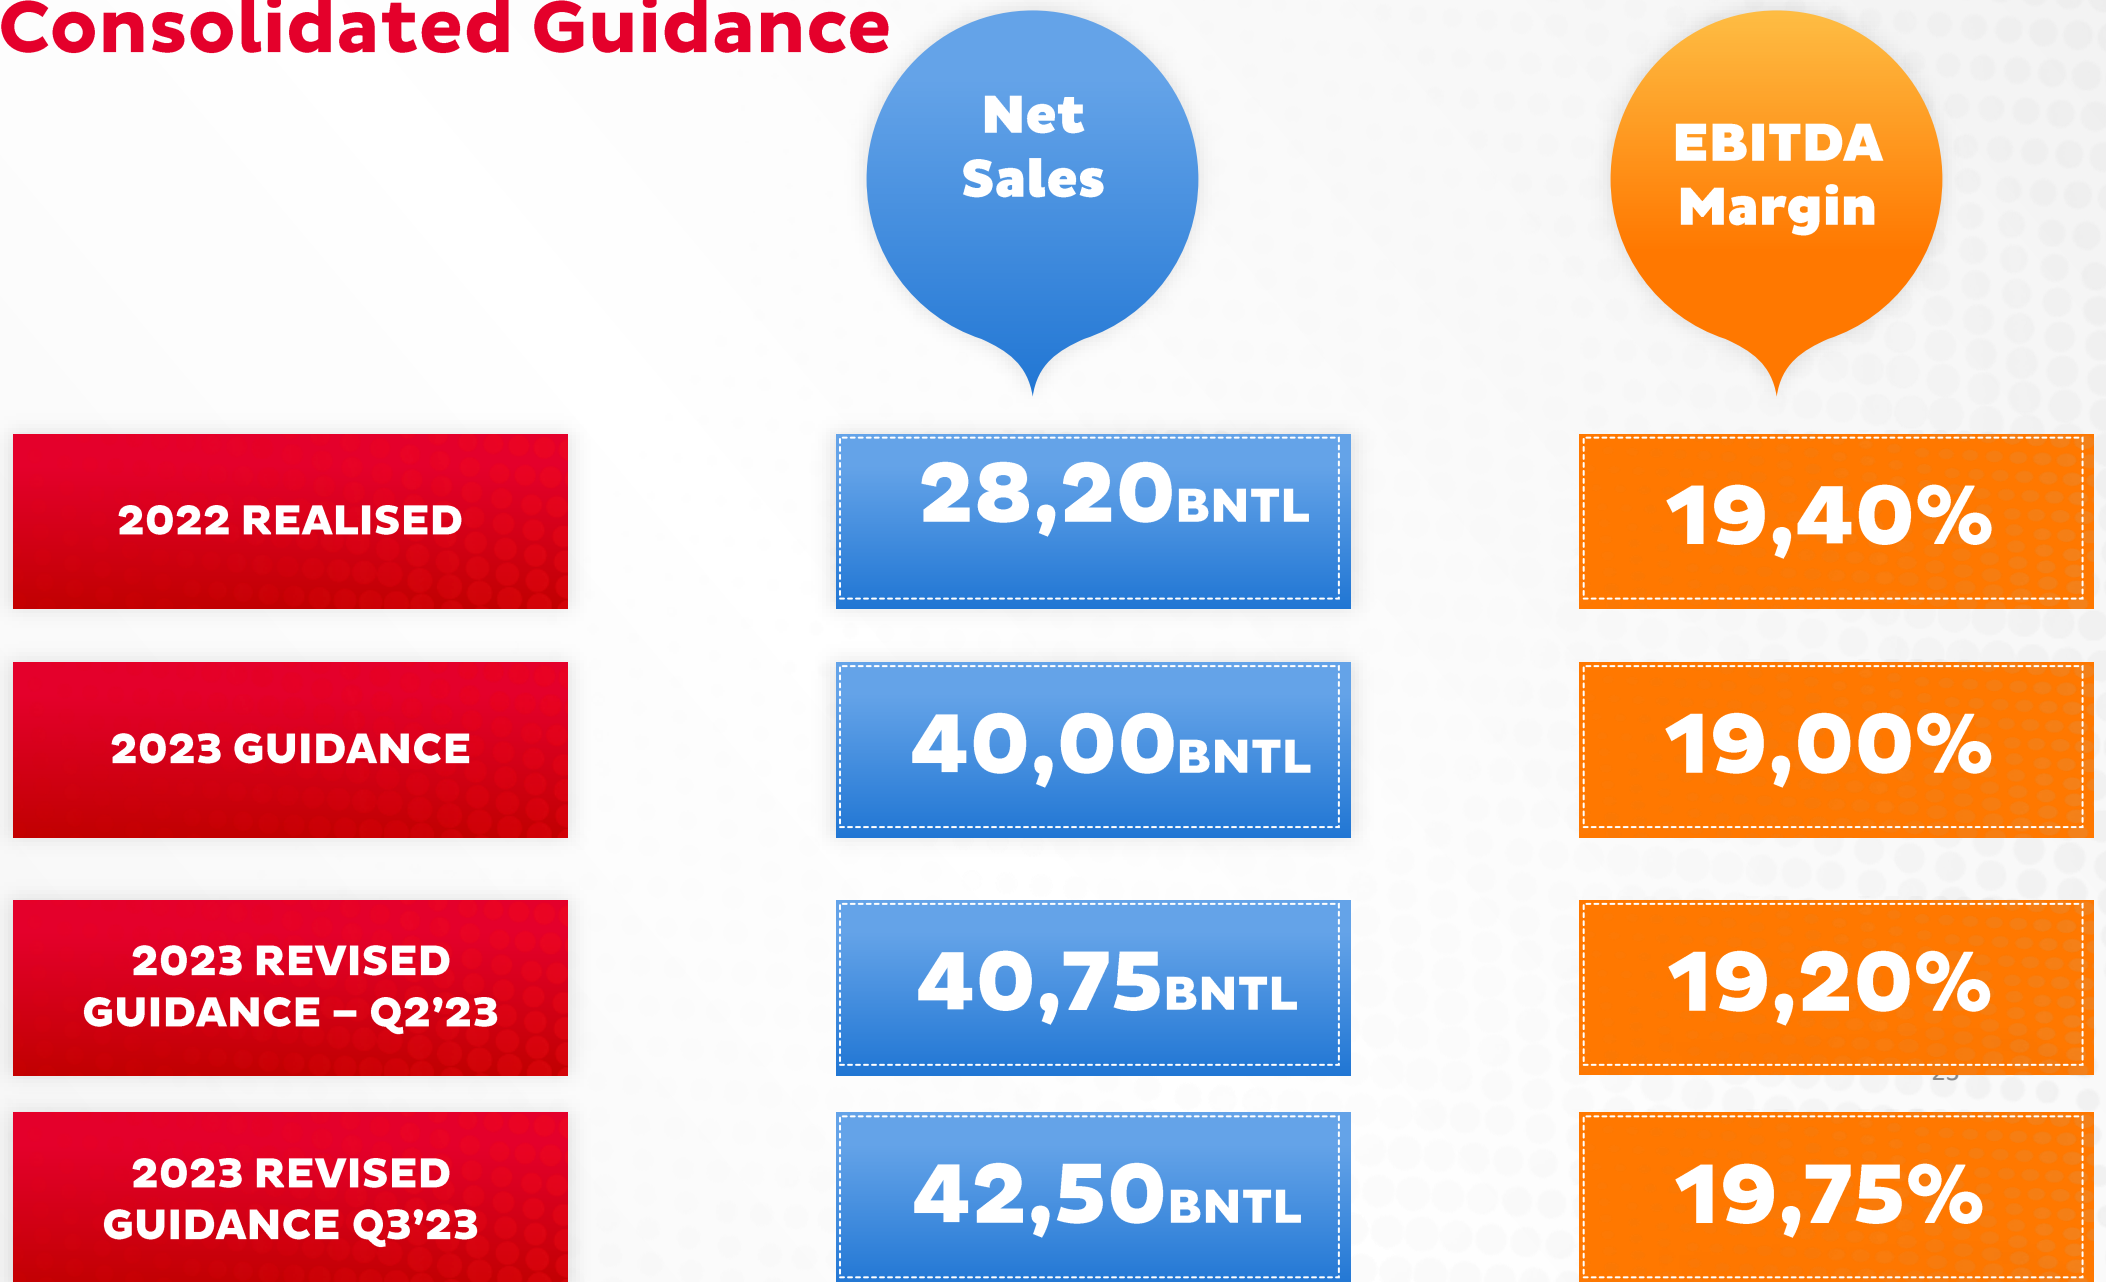 Consolidated Guidance
Net
Sales
EBITDA
Margin
2022 REALISED
28,20BNTL
19,40%
2023 GUIDANCE
40,00BNTL
19,00%
2023 REVISED
GUIDANCE – Q2’23
40,75BNTL
19,20%
2023 REVISED
GUIDANCE Q3’23
42,50BNTL
19,75%